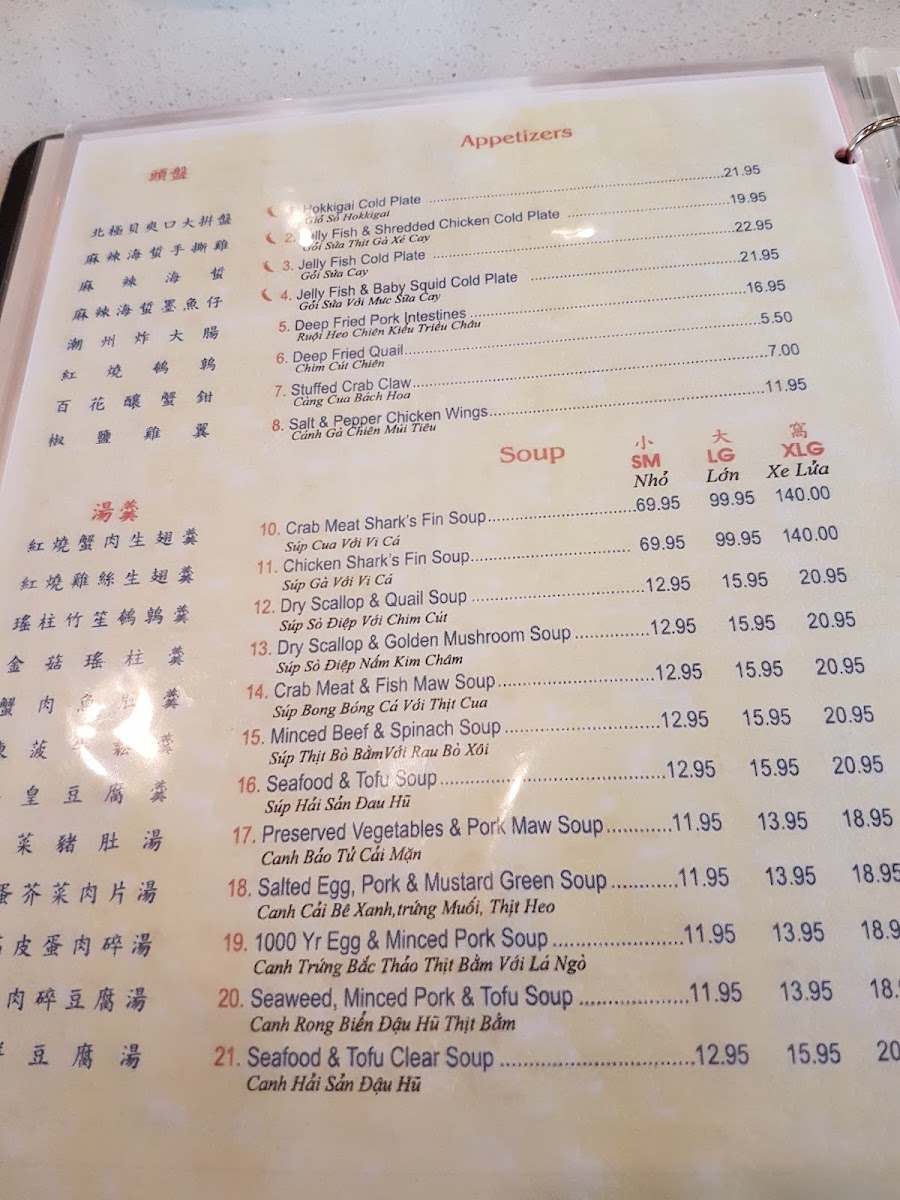 Appetizers
頭盤
北極貝爽口大拼盤
Hokkigai Cold Plate 21.95
Giỏ Sò Hokkigai
麻辣海蜇手撕雞
2. Jelly Fish & Shredded Chicken Cold Plate 19.95
Gỏi Sứa Thịt Gà Xé Cay
麻辣海蜇
3. Jelly Fish Cold Plate 22.95
Gỏi Sứa Cay
麻辣海蜇墨魚仔
4. Jelly Fish & Baby Squid Cold Plate 21.95
Gỏi Sứa Với Mực Sữa Cay
潮州炸大腸
5. Deep Fried Pork Intestines 16.95
Ruội Heo Chiên Kiểu Triều Châu
紅燒鵪鶉
6. Deep Fried Quail 5.50
Chim Cút Chiên
百花釀蟹鉗
7. Stuffed Crab Claw 7.00
Càng Cua Bách Hoa
椒鹽雞翼
8. Salt & Pepper Chicken Wings 11.95
Cánh Gà Chiên Múi Tiêu
湯羹
Soup
小 大 窩
SM LG XLG
Nhỏ Lớn Xe Lửa
紅燒蟹肉生翅羹
10. Crab Meat Shark's Fin Soup 69.95 99.95 140.00
Súp Cua Với Vi Cá
紅燒雞絲生翅羹
11. Chicken Shark's Fin Soup 69.95 99.95 140.00
Súp Gà Với Vi Cá
瑤柱竹笙鵪鶉羹
12. Dry Scallop & Quail Soup 12.95 15.95 20.95
Súp Sò Điệp Với Chim Cút
金菇瑤柱羹
13. Dry Scallop & Golden Mushroom Soup 12.95 15.95 20.95
Súp Sò Điệp Nấm Kim Châm
蟹肉魚肚羹
14. Crab Meat & Fish Maw Soup 12.95 15.95 20.95
Súp Bong Bóng Cá Với Thịt Cua
菠 羹
15. Minced Beef & Spinach Soup 12.95 15.95 20.95
Súp Thịt Bò BằmVới Rau Bò Xôi
皇豆腐羹
16. Seafood & Tofu Soup 12.95 15.95 20.95
Súp Hải Sản Đau Hũ
菜豬肚湯
17. Preserved Vegetables & Pork Maw Soup 11.95 13.95 18.95
Canh Báo Tử Cải Mặn
蛋芥菜肉片湯
18. Salted Egg, Pork & Mustard Green Soup 11.95 13.95 18.95
Canh Cải Bẹ Xanh,trứng Muối, Thịt Heo
皮蛋肉碎湯
19. 1000 Yr Egg & Minced Pork Soup 11.95 13.95 18.9
Canh Trứng Bắc Thảo Thịt Bằm Với Lá Ngò
肉碎豆腐湯
20. Seaweed, Minced Pork & Tofu Soup 11.95 13.95 18.
Canh Rong Biển Đậu Hũ Thịt Bằm
豆腐湯
21. Seafood & Tofu Clear Soup 12.95 15.95 20
Canh Hải Sản Đậu Hũ